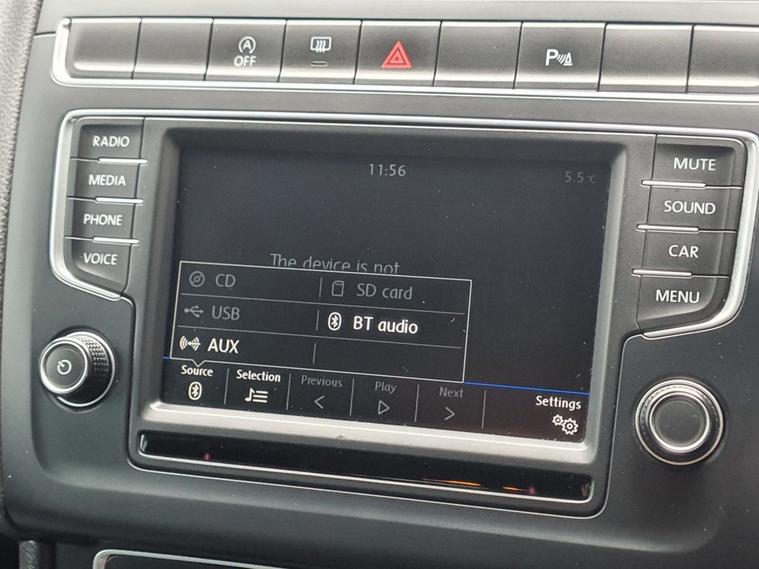 A
OFF
P
RADIO
MEDIA
PHONE
VOICE
11:56
5.5°C
The device is not
CD
SD card
USB
BT audio
AUX
Source
Selection
Previous
Play
Next
Settings
MUTE
SOUND
CAR
MENU